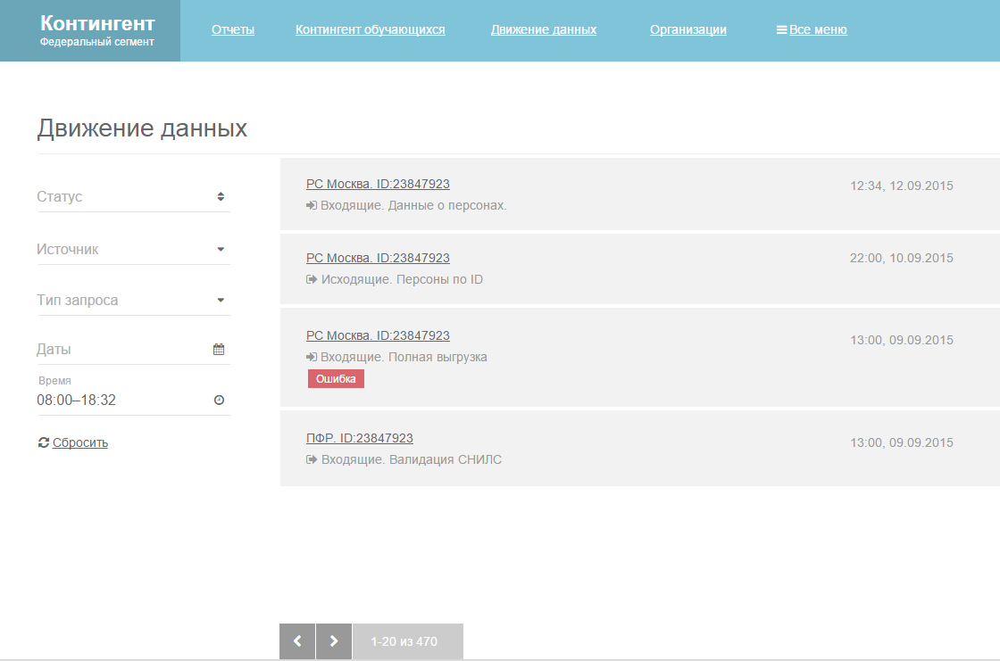 Контингент
Федеральный сегмент
Отчеты
Контингент обучающихся
Движение данных
Организации
Все меню
Движение данных
Статус
Источник
Тип запроса
Даты
Время
08:00–18:32
Сбросить
РС Москва. ID:23847923
12:34, 12.09.2015
Входящие. Данные о персонах.
РС Москва. ID:23847923
22:00, 10.09.2015
Исходящие. Персоны по ID
РС Москва. ID:23847923
13:00, 09.09.2015
Входящие. Полная выгрузка
Ошибка
ПФР. ID:23847923
13:00, 09.09.2015
Входящие. Валидация СНИЛС
1-20 из 470